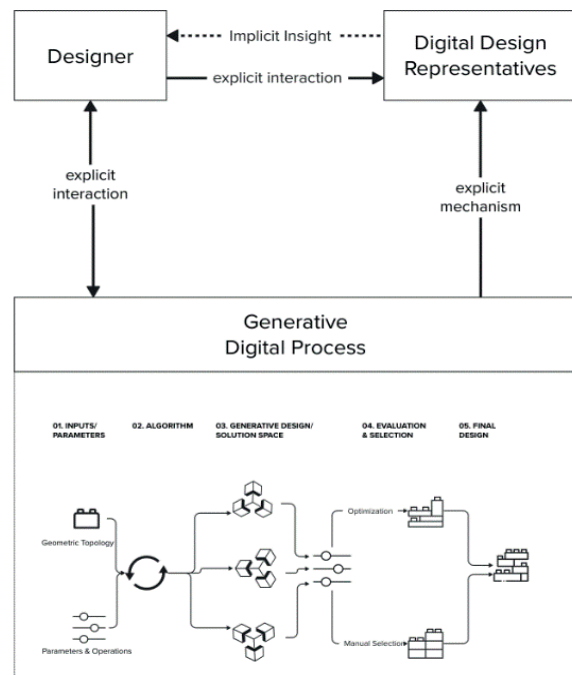 Designer
Implicit Insight
explicit interaction
Digital Design
Representatives
explicit
interaction
explicit
mechanism
Generative
Digital Process
01. INPUTS/
PARAMETERS
02. ALGORITHM
03. GENERATIVE DESIGN/
SOLUTION SPACE
04. EVALUATION
& SELECTION
05. FINAL
DESIGN
Geometric Topology
Parameters & Operations
Optimization
Manual Selection